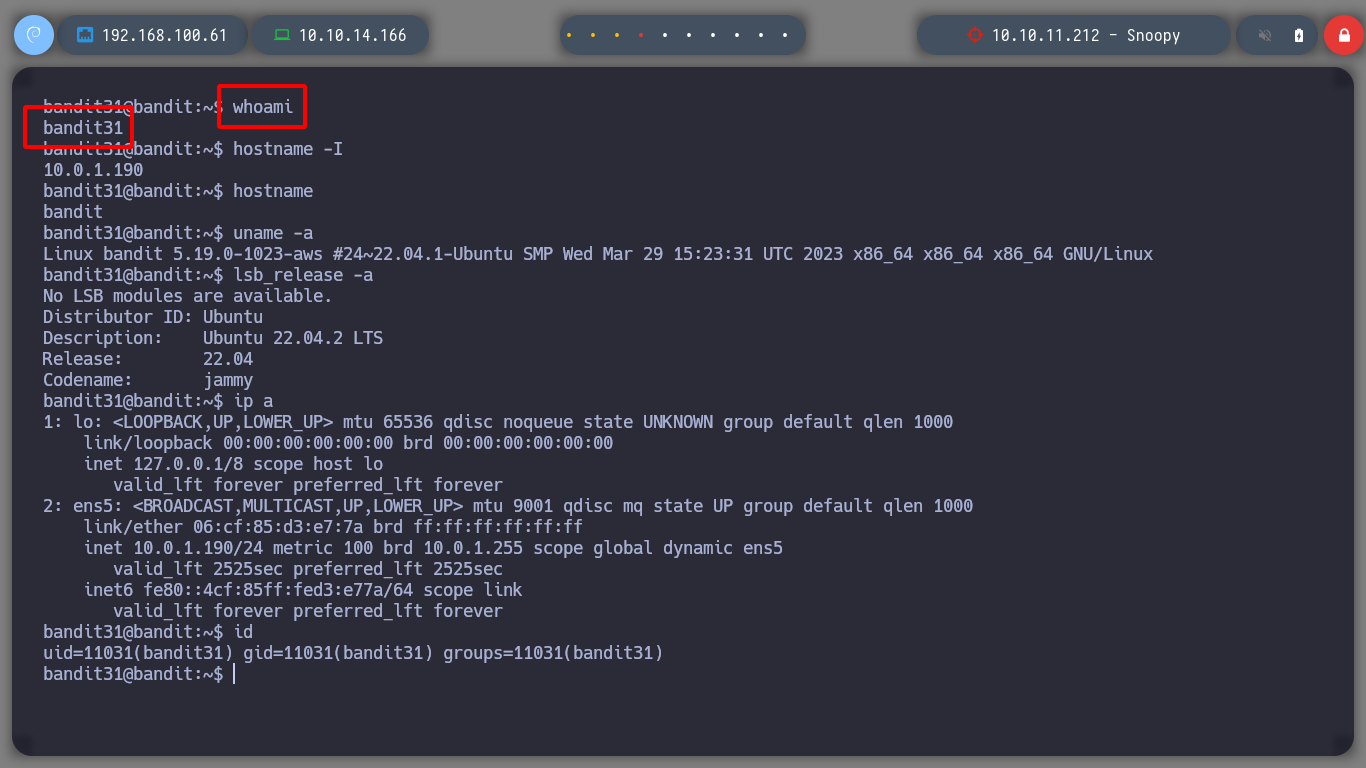 192.168.100.61 10.10.14.166 10.10.11.212 - Snoopy
bandit31@bandit:~$ whoami
bandit31
bandit31@bandit:~$ hostname -I
10.0.1.190
bandit31@bandit:~$ hostname
bandit
bandit31@bandit:~$ uname -a
Linux bandit 5.19.0-1023-aws #24~22.04.1-Ubuntu SMP Wed Mar 29 15:23:31 UTC 2023 x86_64 x86_64 x86_64 GNU/Linux
bandit31@bandit:~$ lsb_release -a
No LSB modules are available.
Distributor ID: Ubuntu
Description:    Ubuntu 22.04.2 LTS
Release:        22.04
Codename:       jammy
bandit31@bandit:~$ ip a
1: lo: <LOOPBACK,UP,LOWER_UP> mtu 65536 qdisc noqueue state UNKNOWN group default qlen 1000
    link/loopback 00:00:00:00:00:00 brd 00:00:00:00:00:00
    inet 127.0.0.1/8 scope host lo
       valid_lft forever preferred_lft forever
2: ens5: <BROADCAST,MULTICAST,UP,LOWER_UP> mtu 9001 qdisc mq state UP group default qlen 1000
    link/ether 06:cf:85:d3:e7:7a brd ff:ff:ff:ff:ff:ff
    inet 10.0.1.190/24 metric 100 brd 10.0.1.255 scope global dynamic ens5
       valid_lft 2525sec preferred_lft 2525sec
    inet6 fe80::4cf:85ff:fed3:e77a/64 scope link
       valid_lft forever preferred_lft forever
bandit31@bandit:~$ id
uid=11031(bandit31) gid=11031(bandit31) groups=11031(bandit31)
bandit31@bandit:~$